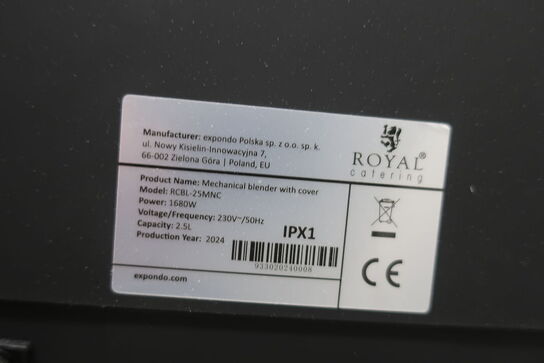 Manufacturer: expondo Polska sp. z o.o. sp. k.
ul. Nowy Kisielin-Innowacyjna 7,
66-002 Zielona Góra | Poland, EU
ROYAL®
catering
Product Name: Mechanical blender with cover
Model: RCBL-25MNC
Power: 1680W
Voltage/Frequency: 230V~/50Hz
Capacity: 2.5L
Production Year: 2024
IPX1
933020240008
CE
expondo.com